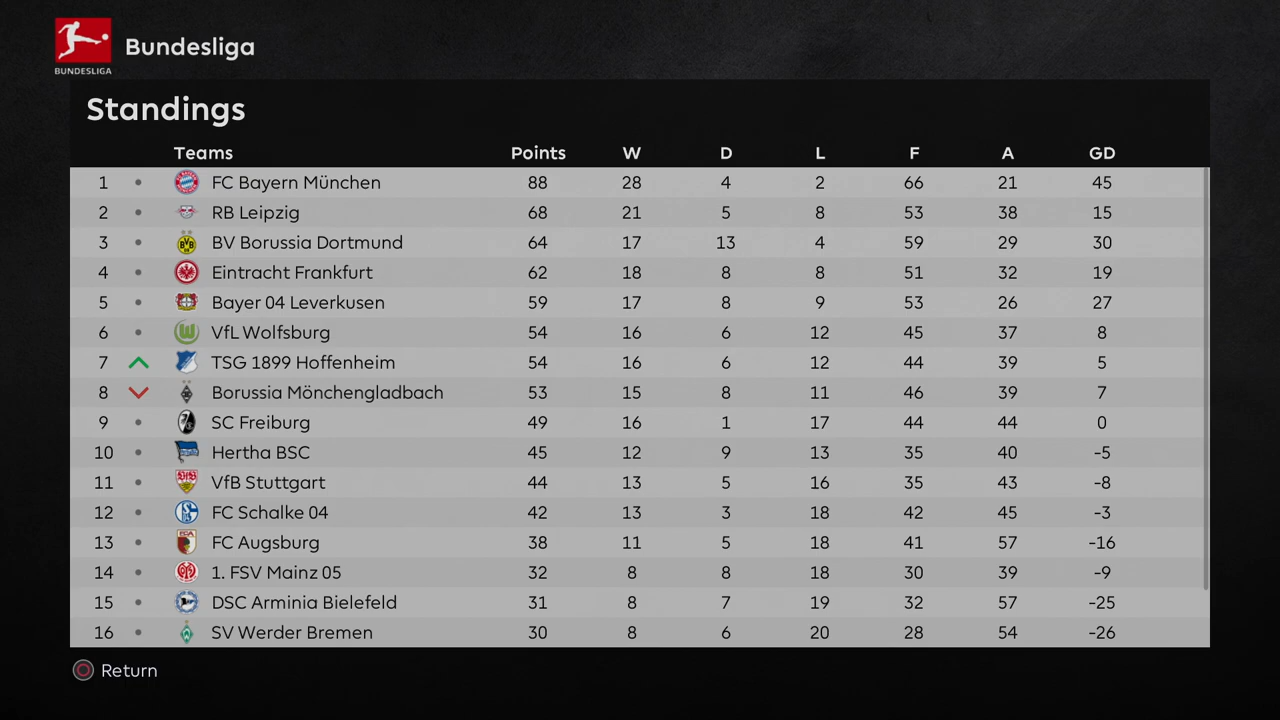 Bundesliga
BUNDESLIGA
Standings
Teams Points W D L F A GD
1 FC Bayern München 88 28 4 2 66 21 45
2 RB Leipzig 68 21 5 8 53 38 15
3 BV Borussia Dortmund 64 17 13 4 59 29 30
4 Eintracht Frankfurt 62 18 8 8 51 32 19
5 Bayer 04 Leverkusen 59 17 8 9 53 26 27
6 VfL Wolfsburg 54 16 6 12 45 37 8
7 TSG 1899 Hoffenheim 54 16 6 12 44 39 5
8 Borussia Mönchengladbach 53 15 8 11 46 39 7
9 SC Freiburg 49 16 1 17 44 44 0
10 Hertha BSC 45 12 9 13 35 40 -5
11 VfB Stuttgart 44 13 5 16 35 43 -8
12 FC Schalke 04 42 13 3 18 42 45 -3
13 FC Augsburg 38 11 5 18 41 57 -16
14 1. FSV Mainz 05 32 8 8 18 30 39 -9
15 DSC Arminia Bielefeld 31 8 7 19 32 57 -25
16 SV Werder Bremen 30 8 6 20 28 54 -26
Return